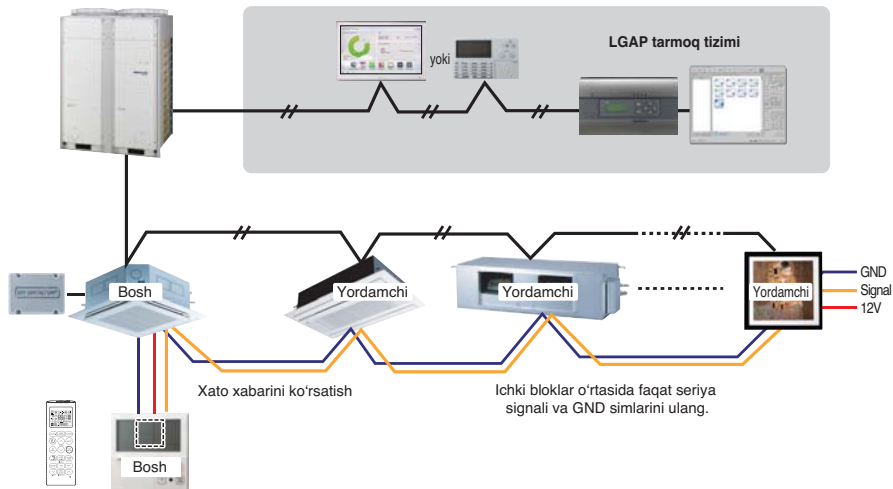 LGAP tarmoq tizimi
yoki
Bosh
Yordamchi
Yordamchi
Yordamchi
GND
Signal
12V
Xato xabarini ko‘rsatish
Ichki bloklar o‘rtasida faqat seriya
signali va GND simlarini ulang.
Bosh